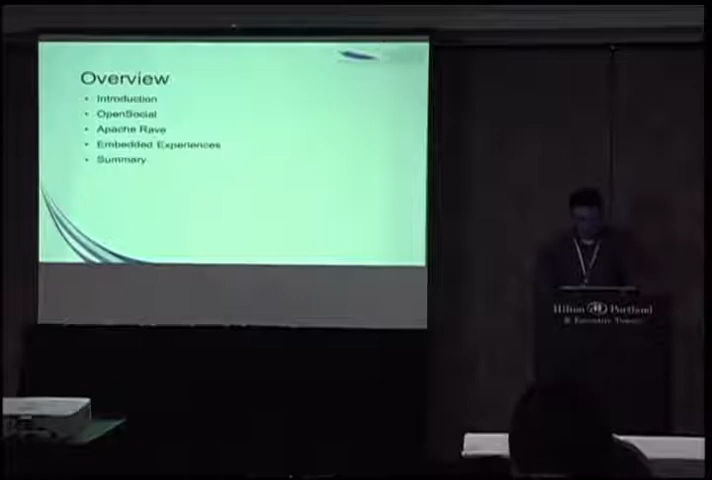 Overview
• Introduction
• OpenSocial
• Apache Rave
• Embedded Experiences
• Summary
Hilton Portland
& Executive Tower